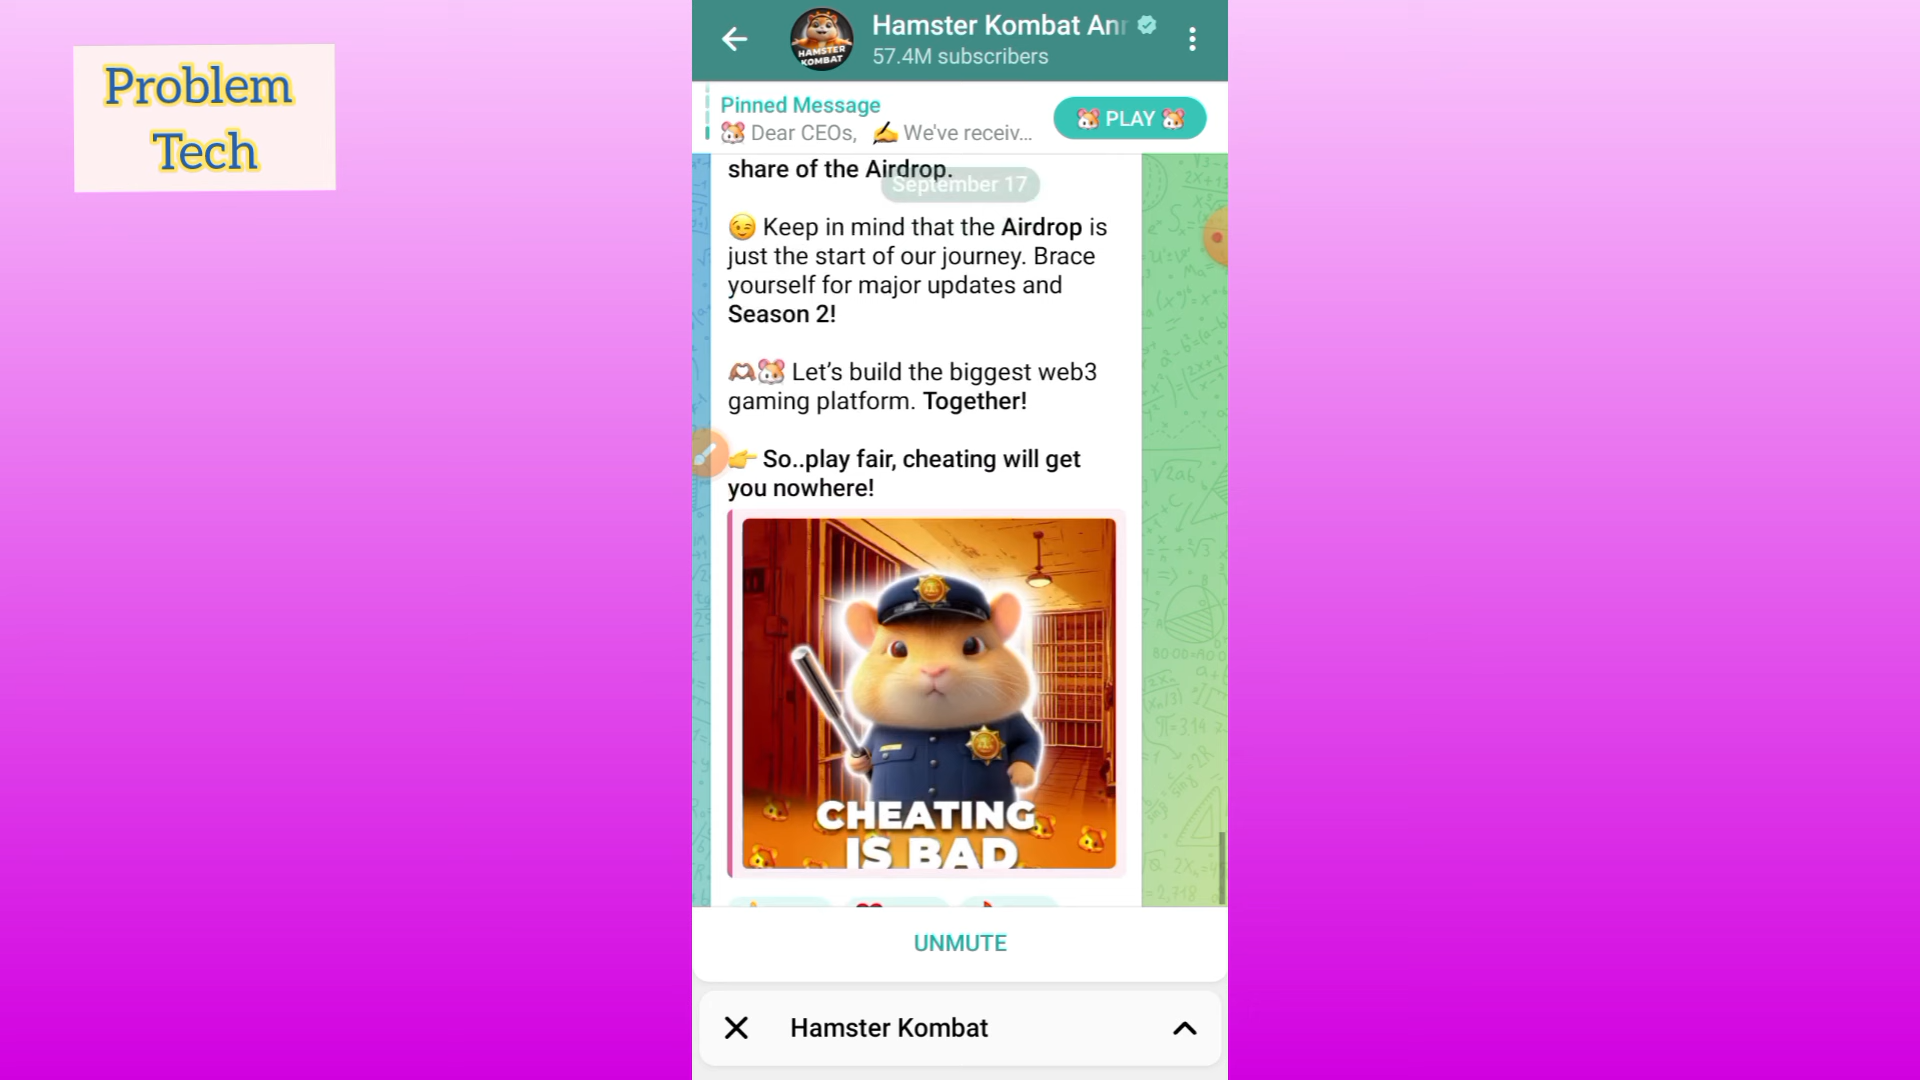 Problem
Tech
Hamster Kombat Ann
57.4M subscribers
HAMSTER
KOMBAT
Pinned Message
🐹 Dear CEOs, ✍️ We've receiv...
🐹 PLAY 🐹
share of the Airdrop.
September 17
😉 Keep in mind that the Airdrop is
just the start of our journey. Brace
yourself for major updates and
Season 2!
🫶🏽🐹 Let’s build the biggest web3
gaming platform. Together!
👉 So..play fair, cheating will get
you nowhere!
CHEATING
IS BAD
UNMUTE
Hamster Kombat